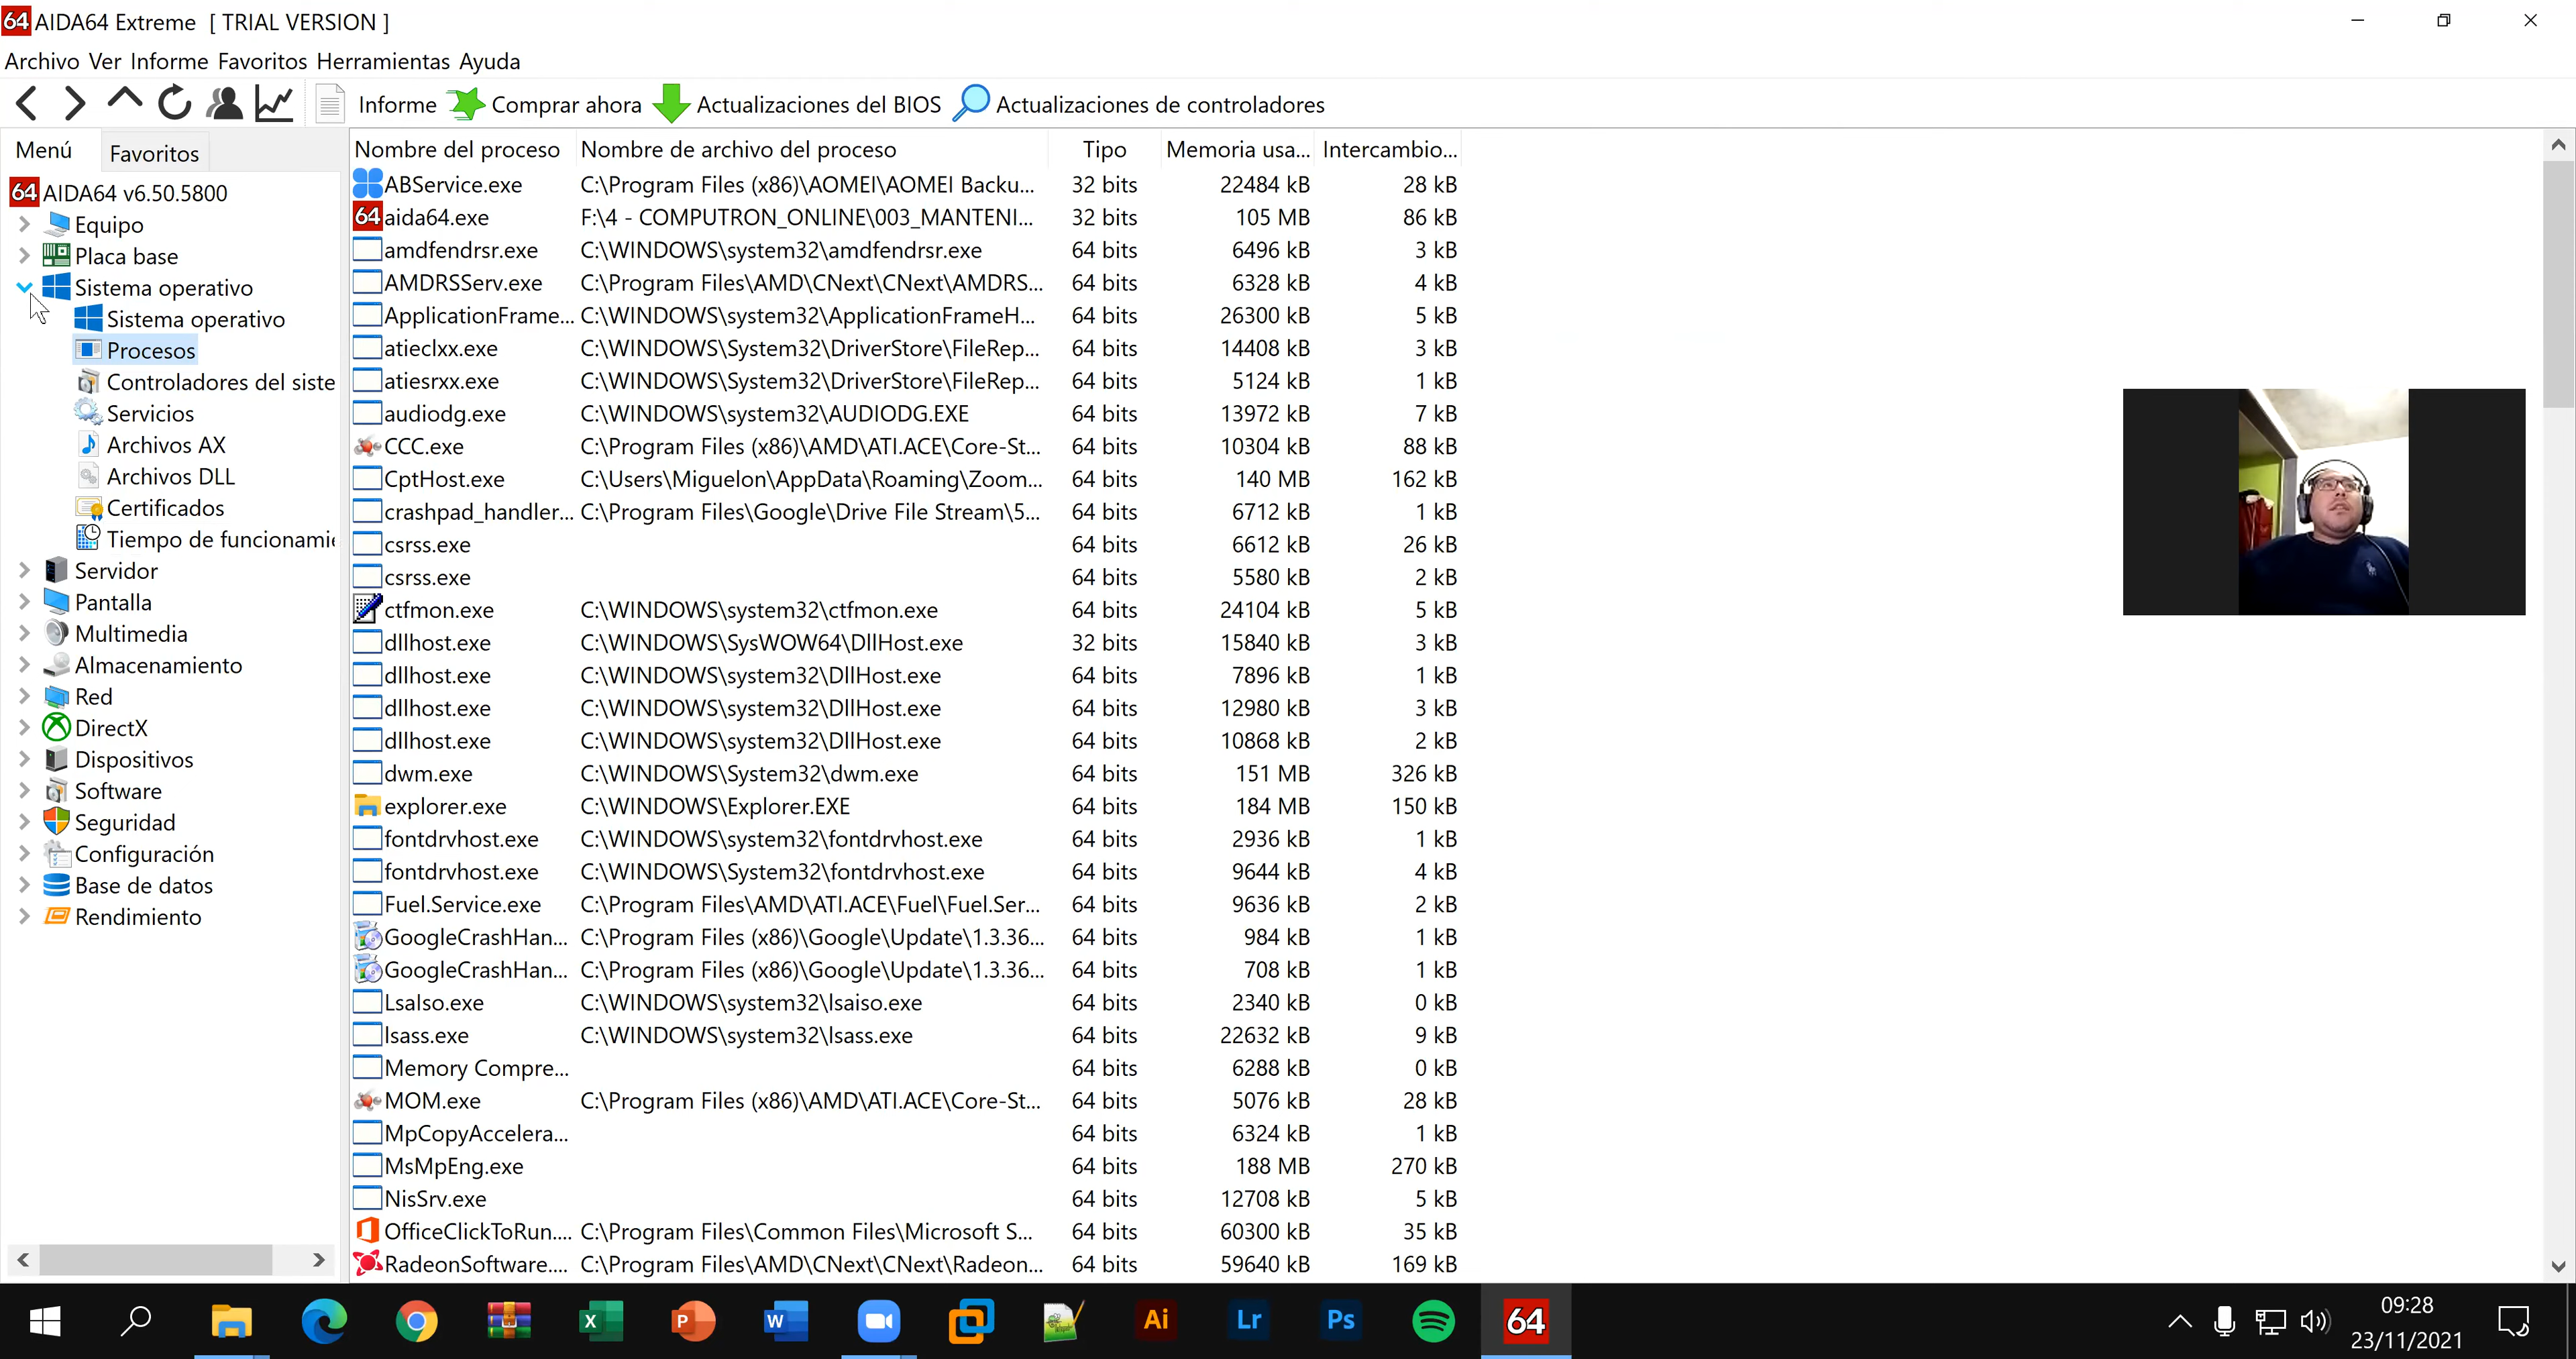 64 AIDA64 Extreme [ TRIAL VERSION ]
Archivo Ver Informe Favoritos Herramientas Ayuda
Informe Comprar ahora Actualizaciones del BIOS Actualizaciones de controladores
Menú Favoritos
64 AIDA64 v6.50.5800
Equipo
Placa base
Sistema operativo
Sistema operativo
Procesos
Controladores del siste
Servicios
Archivos AX
Archivos DLL
Certificados
Tiempo de funcionamie
Servidor
Pantalla
Multimedia
Almacenamiento
Red
DirectX
Dispositivos
Software
Seguridad
Configuración
Base de datos
Rendimiento
Nombre del proceso Nombre de archivo del proceso Tipo Memoria usa... Intercambio...
ABService.exe C:\Program Files (x86)\AOMEI\AOMEI Backu... 32 bits 22484 kB 28 kB
64 aida64.exe F:\4 - COMPUTRON_ONLINE\003_MANTENI... 32 bits 105 MB 86 kB
amdfendrsr.exe C:\WINDOWS\system32\amdfendrsr.exe 64 bits 6496 kB 3 kB
AMDRSServ.exe C:\Program Files\AMD\CNext\CNext\AMDRS... 64 bits 6328 kB 4 kB
ApplicationFrame... C:\WINDOWS\system32\ApplicationFrameH... 64 bits 26300 kB 5 kB
atieclxx.exe C:\WINDOWS\System32\DriverStore\FileRep... 64 bits 14408 kB 3 kB
atiesrxx.exe C:\WINDOWS\System32\DriverStore\FileRep... 64 bits 5124 kB 1 kB
audiodg.exe C:\WINDOWS\system32\AUDIODG.EXE 64 bits 13972 kB 7 kB
CCC.exe C:\Program Files (x86)\AMD\ATI.ACE\Core-St... 64 bits 10304 kB 88 kB
CptHost.exe C:\Users\Miguelon\AppData\Roaming\Zoom... 64 bits 140 MB 162 kB
crashpad_handler... C:\Program Files\Google\Drive File Stream\5... 64 bits 6712 kB 1 kB
csrss.exe 64 bits 6612 kB 26 kB
csrss.exe 64 bits 5580 kB 2 kB
ctfmon.exe C:\WINDOWS\system32\ctfmon.exe 64 bits 24104 kB 5 kB
dllhost.exe C:\WINDOWS\SysWOW64\DllHost.exe 32 bits 15840 kB 3 kB
dllhost.exe C:\WINDOWS\system32\DllHost.exe 64 bits 7896 kB 1 kB
dllhost.exe C:\WINDOWS\system32\DllHost.exe 64 bits 12980 kB 3 kB
dllhost.exe C:\WINDOWS\system32\DllHost.exe 64 bits 10868 kB 2 kB
dwm.exe C:\WINDOWS\System32\dwm.exe 64 bits 151 MB 326 kB
explorer.exe C:\WINDOWS\Explorer.EXE 64 bits 184 MB 150 kB
fontdrvhost.exe C:\WINDOWS\system32\fontdrvhost.exe 64 bits 2936 kB 1 kB
fontdrvhost.exe C:\WINDOWS\System32\fontdrvhost.exe 64 bits 9644 kB 4 kB
Fuel.Service.exe C:\Program Files\AMD\ATI.ACE\Fuel\Fuel.Ser... 64 bits 9636 kB 2 kB
GoogleCrashHan... C:\Program Files (x86)\Google\Update\1.3.36... 64 bits 984 kB 1 kB
GoogleCrashHan... C:\Program Files (x86)\Google\Update\1.3.36... 64 bits 708 kB 1 kB
LsaIso.exe C:\WINDOWS\system32\lsaiso.exe 64 bits 2340 kB 0 kB
lsass.exe C:\WINDOWS\system32\lsass.exe 64 bits 22632 kB 9 kB
Memory Compre... 64 bits 6288 kB 0 kB
MOM.exe C:\Program Files (x86)\AMD\ATI.ACE\Core-St... 64 bits 5076 kB 28 kB
MpCopyAccelera... 64 bits 6324 kB 1 kB
MsMpEng.exe 64 bits 188 MB 270 kB
NisSrv.exe 64 bits 12708 kB 5 kB
OfficeClickToRun.... C:\Program Files\Common Files\Microsoft S... 64 bits 60300 kB 35 kB
RadeonSoftware.... C:\Program Files\AMD\CNext\CNext\Radeon... 64 bits 59640 kB 169 kB
X P W Ai Lr Ps 64
09:28
23/11/2021